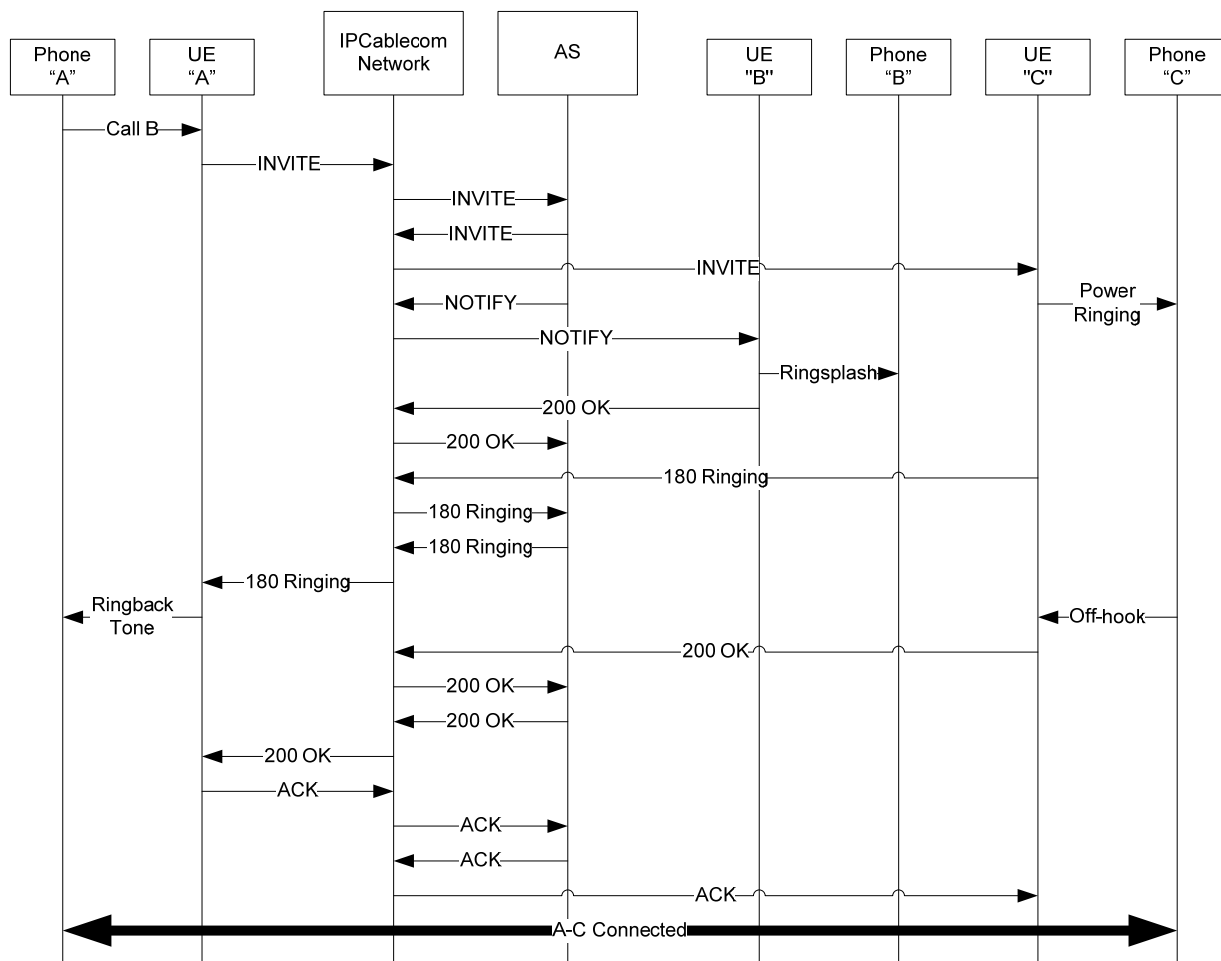 Phone
“A”
UE
“A”
IPCablecom
Network
AS
UE
"B"
Phone
“B”
UE
"C"
Phone
“C”
Call B
INVITE
INVITE
INVITE
INVITE
NOTIFY
Power
Ringing
NOTIFY
Ringsplash
200 OK
200 OK
180 Ringing
180 Ringing
180 Ringing
180 Ringing
Ringback
Tone
Off-hook
200 OK
200 OK
200 OK
200 OK
ACK
ACK
ACK
ACK
A-C Connected